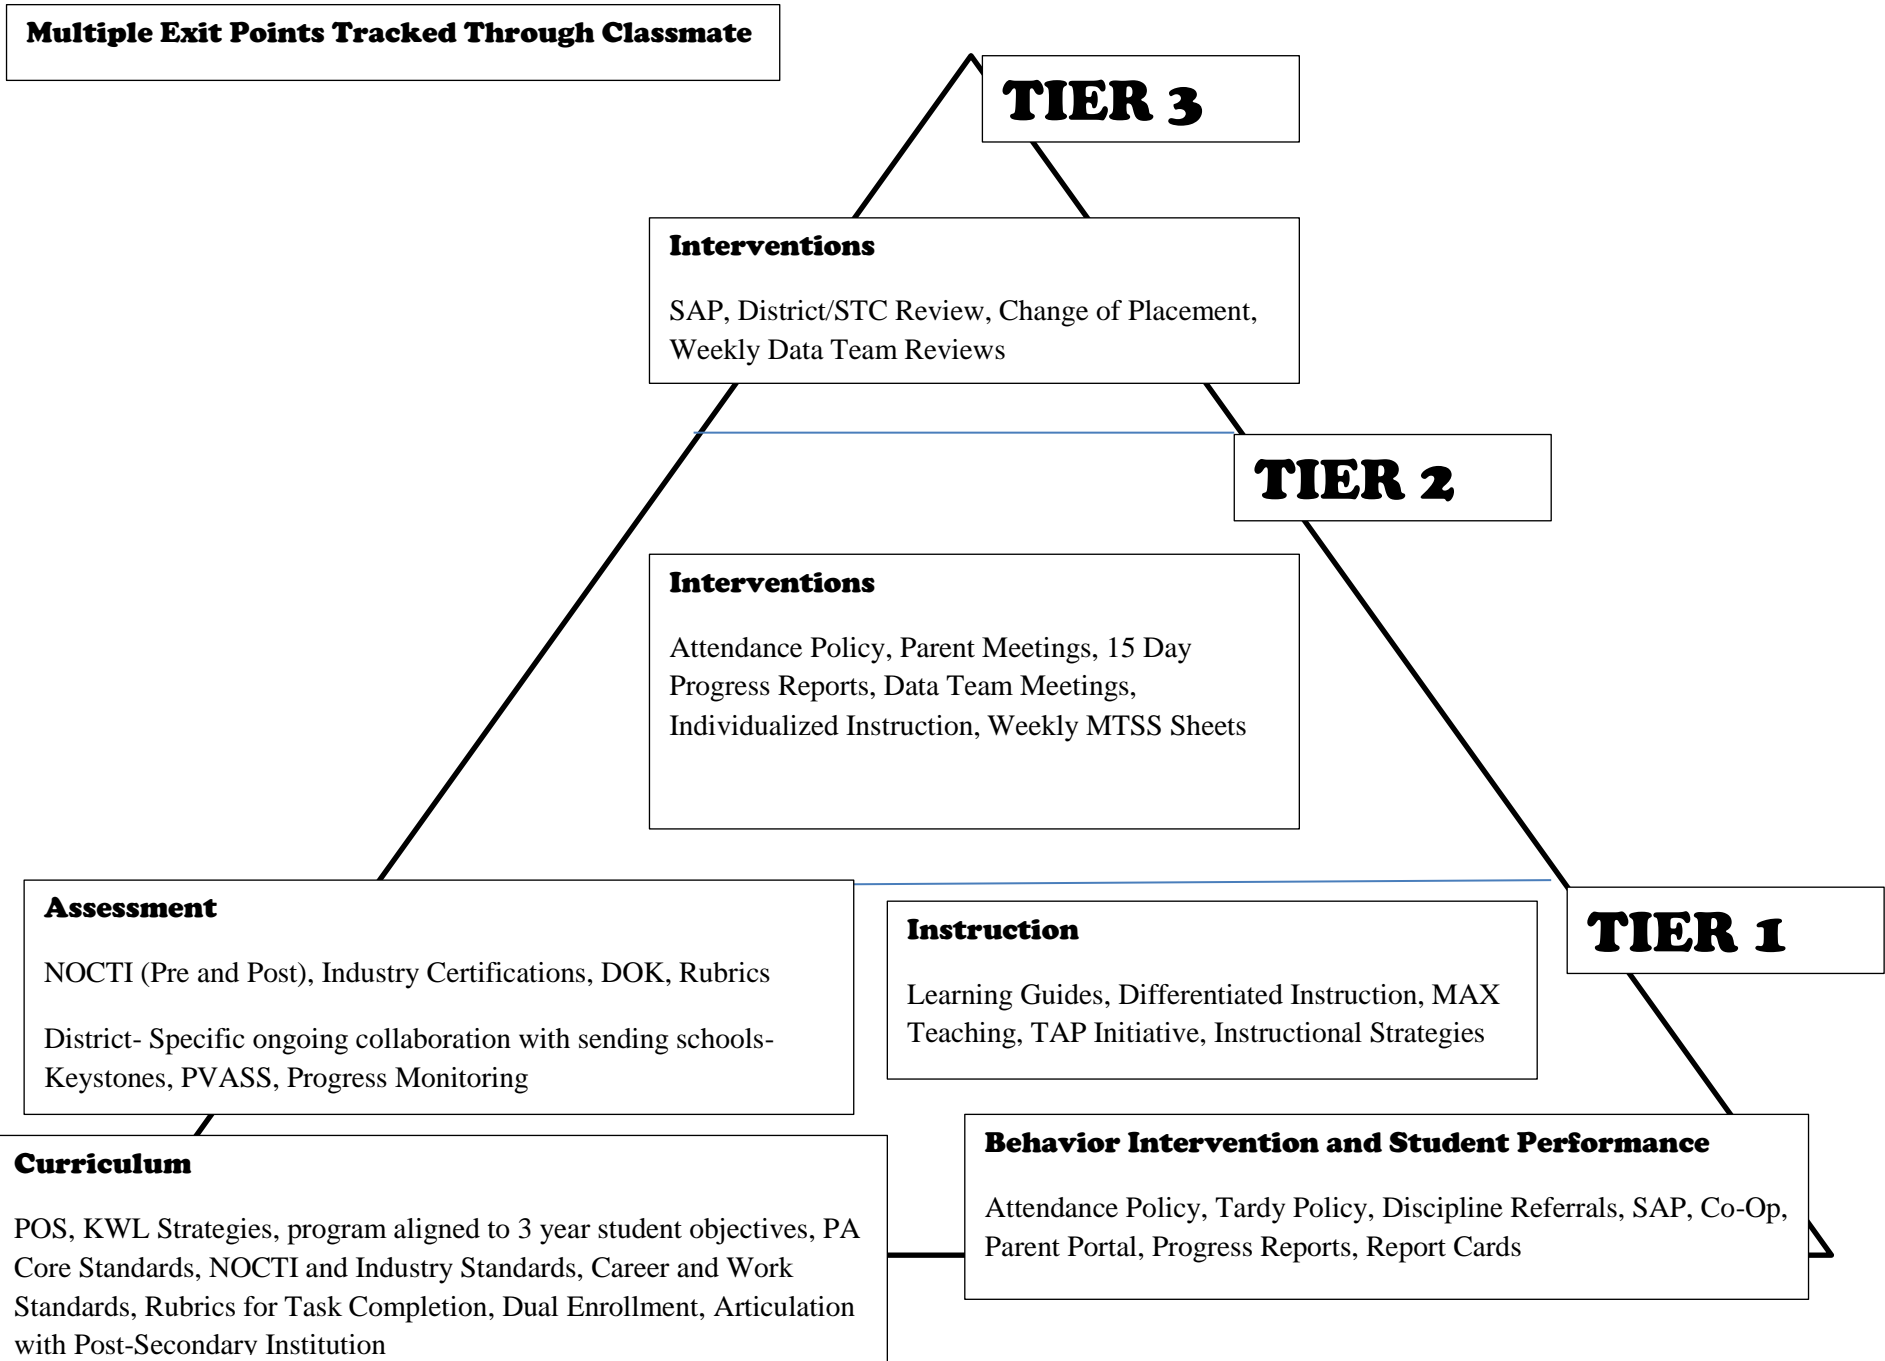 Multiple Exit Points Tracked Through Classmate
TIER 3
Interventions
SAP, District/STC Review, Change of Placement,
Weekly Data Team Reviews
TIER 2
Interventions
Attendance Policy, Parent Meetings, 15 Day
Progress Reports, Data Team Meetings,
Individualized Instruction, Weekly MTSS Sheets
TIER 1
Assessment
NOCTI (Pre and Post), Industry Certifications, DOK, Rubrics
District- Specific ongoing collaboration with sending schools-
Keystones, PVASS, Progress Monitoring
Instruction
Learning Guides, Differentiated Instruction, MAX
Teaching, TAP Initiative, Instructional Strategies
Curriculum
POS, KWL Strategies, program aligned to 3 year student objectives, PA
Core Standards, NOCTI and Industry Standards, Career and Work
Standards, Rubrics for Task Completion, Dual Enrollment, Articulation
with Post-Secondary Institution
Behavior Intervention and Student Performance
Attendance Policy, Tardy Policy, Discipline Referrals, SAP, Co-Op,
Parent Portal, Progress Reports, Report Cards